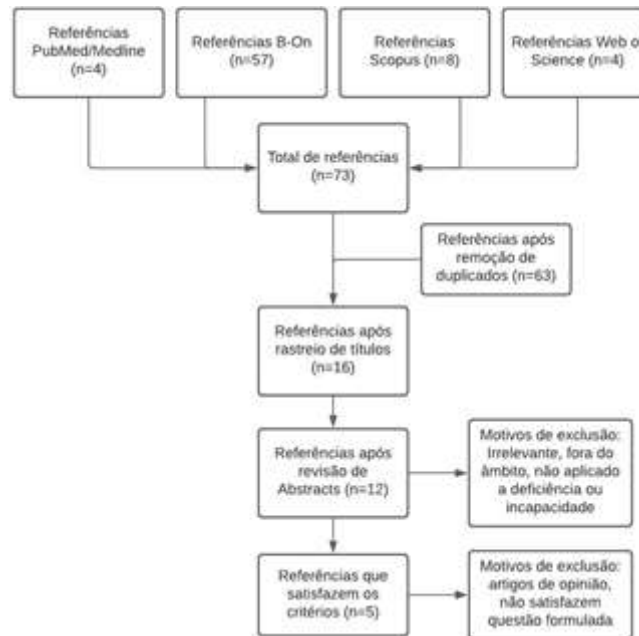 Referências
PubMed/Medline
(n=4)
Referências B-On
(n=57)
Referências
Scopus (n=8)
Referências Web o
Science (n=4)
Total de referências
(n=73)
Referências após
remoção de
duplicados (n=63)
Referências após
rastreio de títulos
(n=16)
Referências após
revisão de
Abstracts (n=12)
Motivos de exclusão:
Irrelevante, fora do
âmbito, não aplicado
a deficiência ou
incapacidade
Referências que
satisfazem os
critérios (n=5)
Motivos de exclusão:
artigos de opinião,
não satisfazem
questão formulada